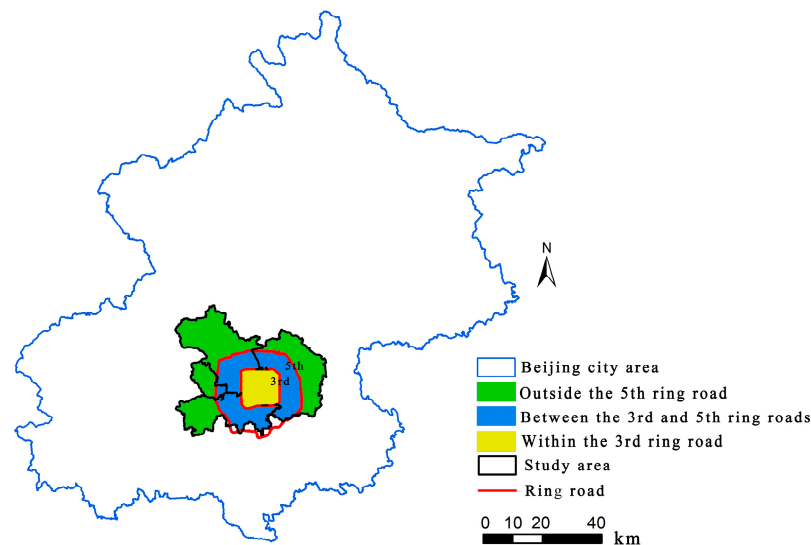 N
5th
3rd
Beijing city area
Outside the 5th ring road
Between the 3rd and 5th ring roads
Within the 3rd ring road
Study area
Ring road
0 10 20 40 km